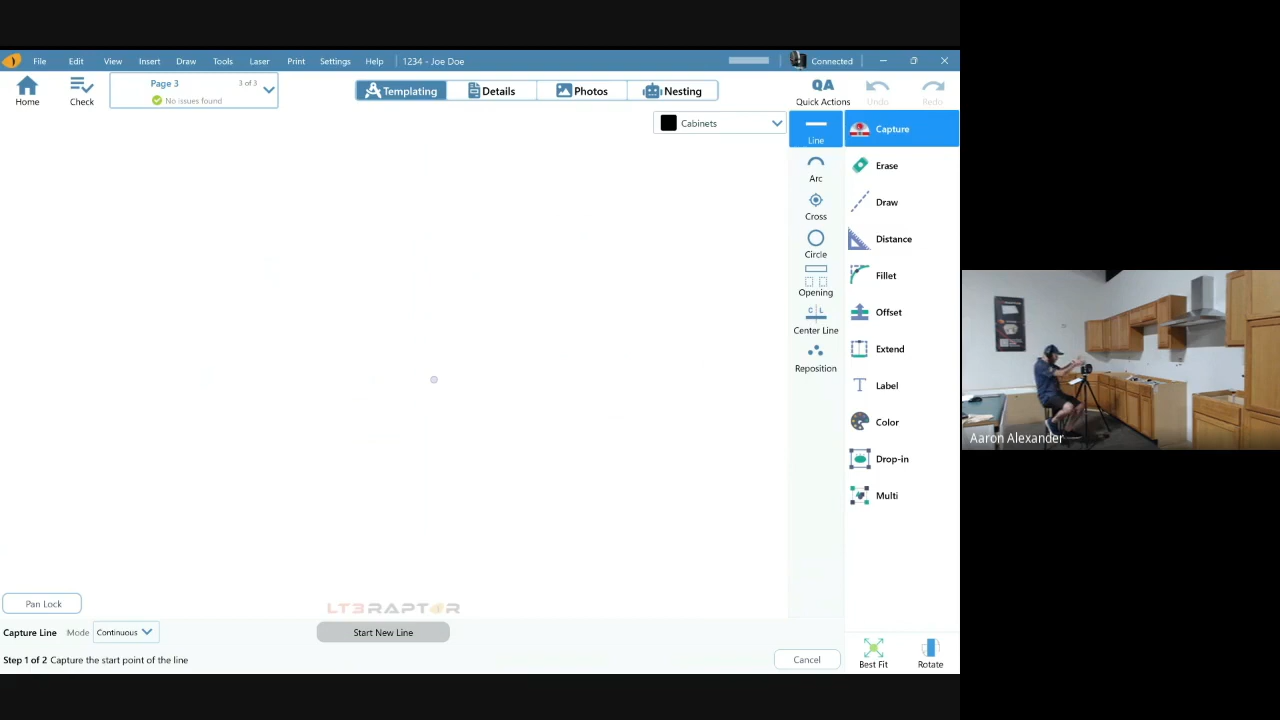 File Edit View Insert Draw Tools Laser Print Settings Help 1234 - Joe Doe Connected
Home
Check
Page 3 3 of 3
No issues found
Templating Details Photos Nesting
QA
Quick Actions
Undo
Redo
Cabinets
Line
Arc
Cross
Circle
Opening
C L
Center Line
Reposition
Capture
Erase
Draw
Distance
Fillet
Offset
Extend
T Label
Color
Drop-in
Multi
Aaron Alexander
Pan Lock
LT3RAPTOR
Capture Line Mode Continuous Start New Line
Step 1 of 2 Capture the start point of the line
Cancel
Best Fit
Rotate